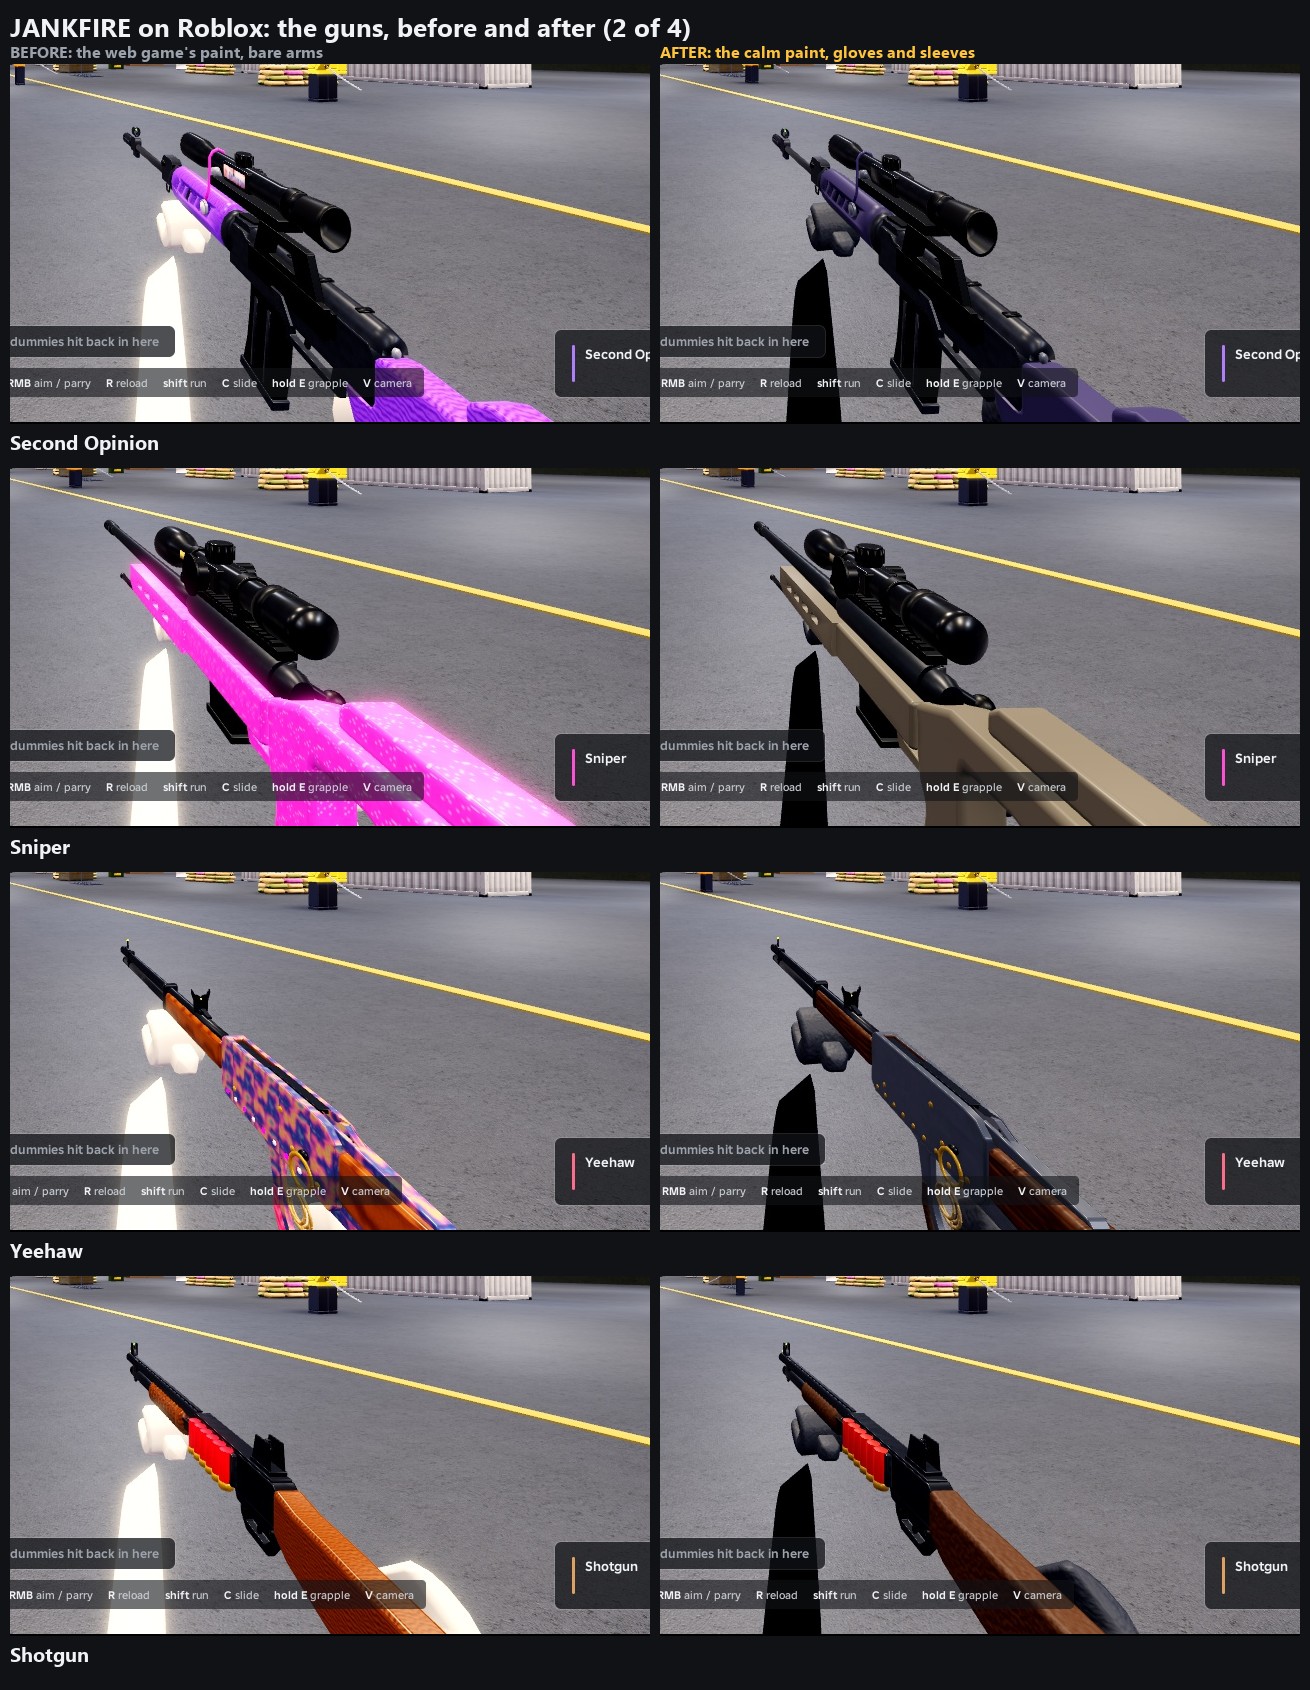 JANKFIRE on Roblox: the guns, before and after (2 of 4)
BEFORE: the web game's paint, bare arms
AFTER: the calm paint, gloves and sleeves
dummies hit back in here
Second Op
RMB aim / parry R reload shift run C slide hold E grapple V camera
dummies hit back in here
Second Op
RMB aim / parry R reload shift run C slide hold E grapple V camera
Second Opinion
dummies hit back in here
Sniper
RMB aim / parry R reload shift run C slide hold E grapple V camera
dummies hit back in here
Sniper
RMB aim / parry R reload shift run C slide hold E grapple V camera
Sniper
dummies hit back in here
Yeehaw
aim / parry R reload shift run C slide hold E grapple V camera
dummies hit back in here
Yeehaw
RMB aim / parry R reload shift run C slide hold E grapple V camera
Yeehaw
dummies hit back in here
Shotgun
RMB aim / parry R reload shift run C slide hold E grapple V camera
dummies hit back in here
Shotgun
RMB aim / parry R reload shift run C slide hold E grapple V camera
Shotgun